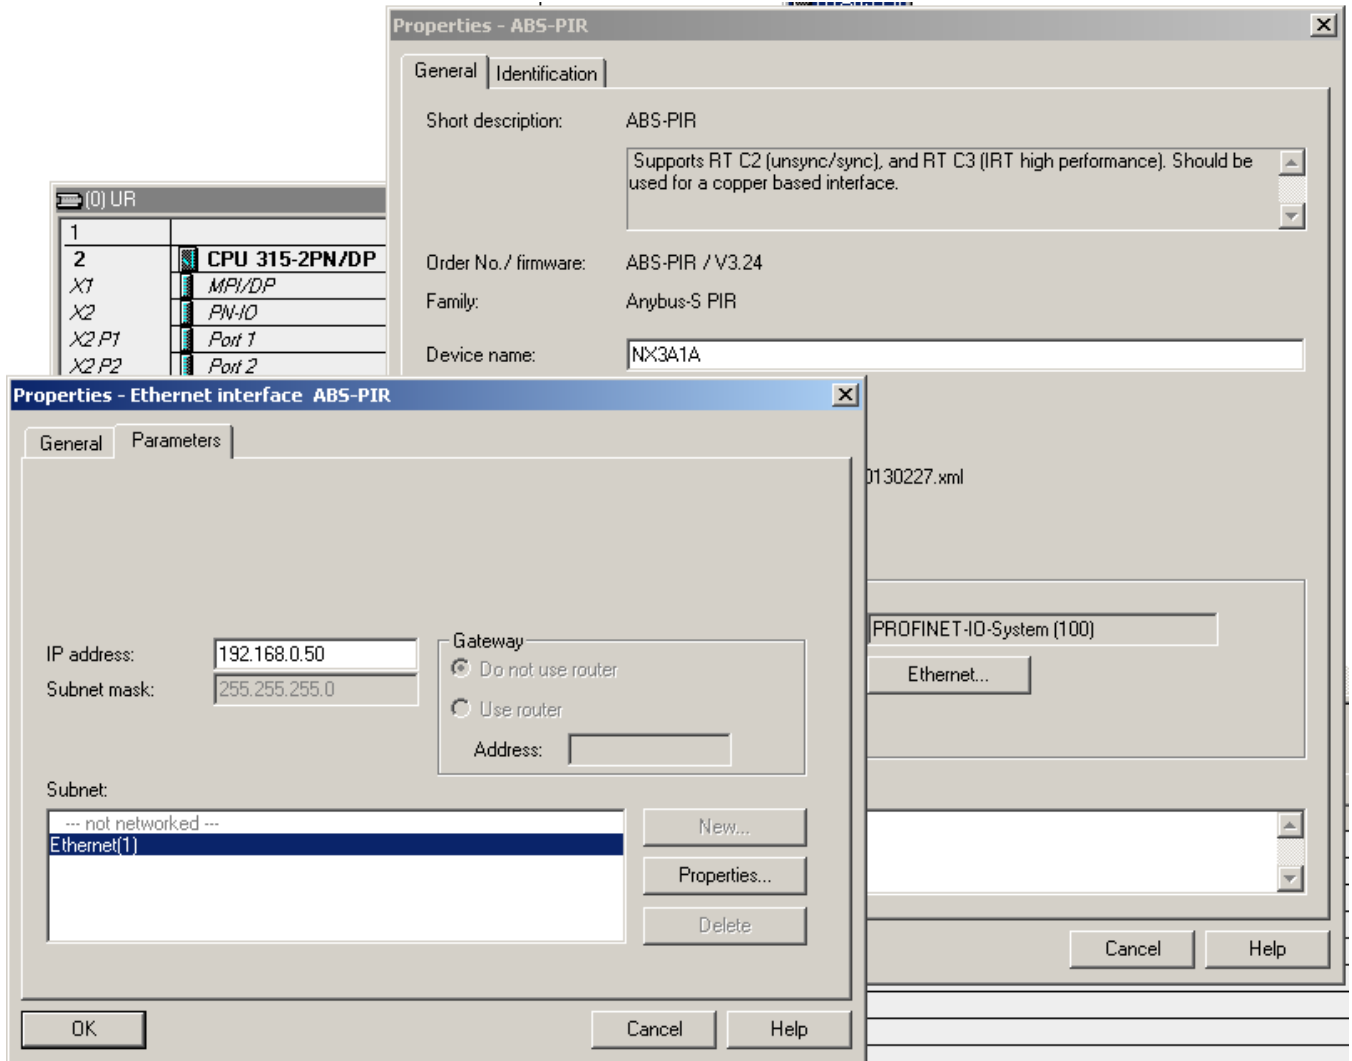 Properties - ABS-PIR
General
Identification
Short description:
ABS-PIR
Supports RT C2 (unsync/sync), and RT C3 (IRT high performance). Should be
used for a copper based interface.
(0) UR
1
2
CPU 315-2PN/DP
X1
MPI/DP
X2
PN-IO
X2 P1
Port 1
X2 P2
Port 2
Order No./ firmware:
ABS-PIR / V3.24
Family:
Anybus-S PIR
Device name:
NX3A1A
Properties - Ethernet interface ABS-PIR
General
Parameters
0130227.xml
IP address:
192.168.0.50
Subnet mask:
255.255.255.0
Gateway
Do not use router
Use router
Address:
PROFINET-IO-System (100)
Ethernet...
Subnet:
--- not networked ---
Ethernet(1)
New...
Properties...
Delete
OK
Cancel
Help
Cancel
Help